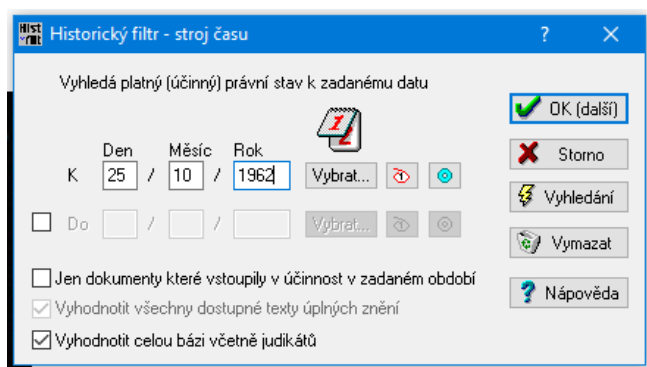 Historický filtr - stroj času
Vyhledá platný (účinný) právní stav k zadanému datu
Den Měsíc Rok
K 25 / 10 / 1962 Vybrat...
Do / / Vybrat...
Jen dokumenty které vstoupily v účinnost v zadaném období
Vyhodnotit všechny dostupné texty úplných znění
Vyhodnotit celou bázi včetně judikátů
OK (další)
Storno
Vyhledání
Vymazat
Nápověda